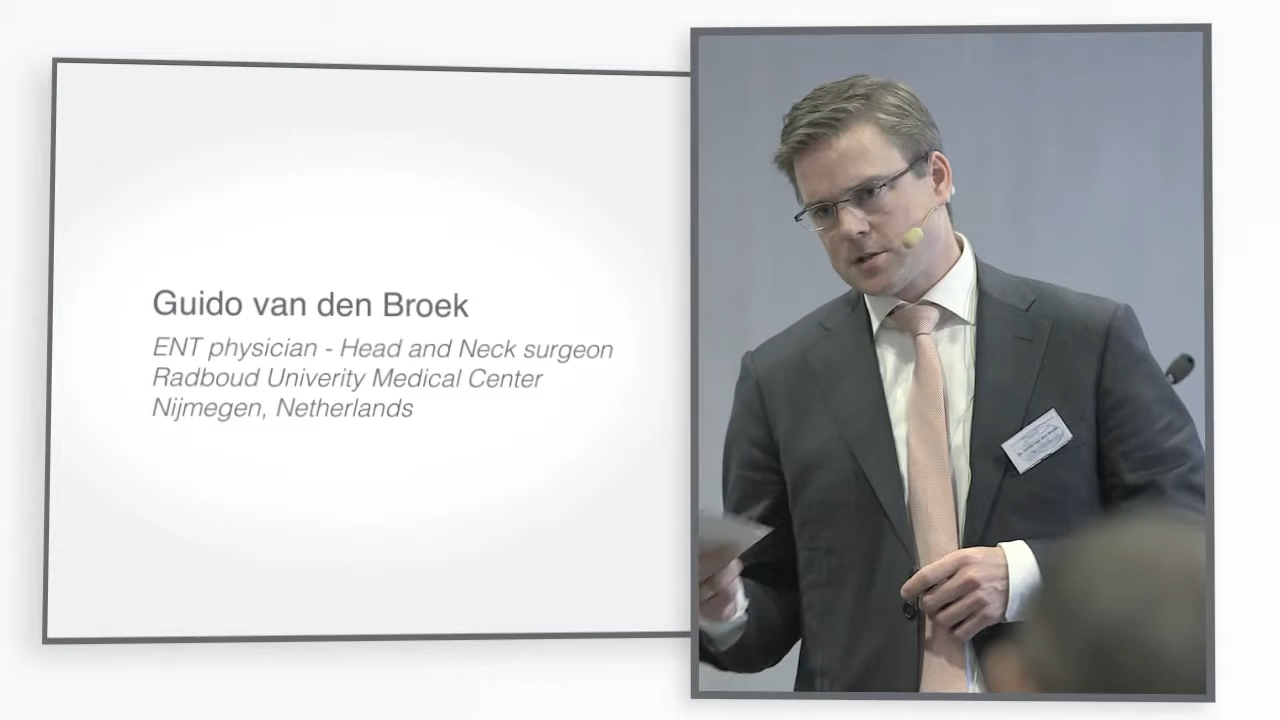 Guido van den Broek
ENT physician - Head and Neck surgeon
Radboud Univerity Medical Center
Nijmegen, Netherlands